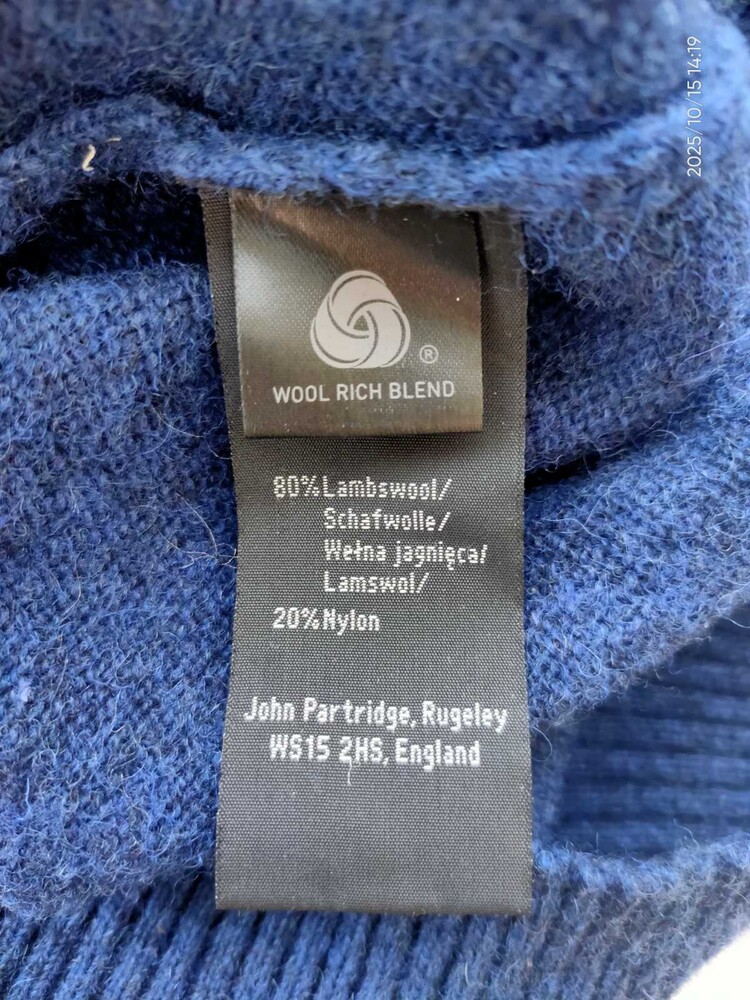 2025/10/15 14:19
®
WOOL RICH BLEND
80%Lambswool/
Schafwolle/
Wełna jagnięca/
Lamswol/
20%Nylon
John Partridge, Rugeley
WS15 2HS, England